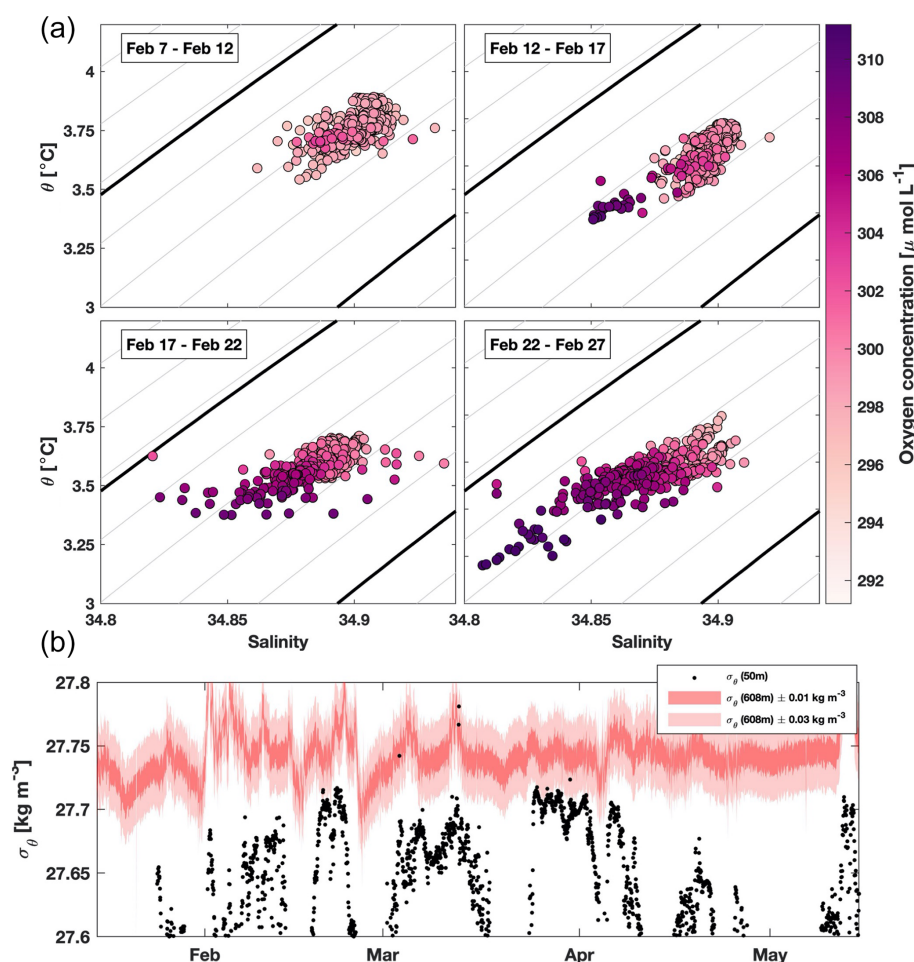 (a)
Feb 7 - Feb 12
Feb 12 - Feb 17
4
3.75
3.5
3.25
3
θ [°C]
310
308
306
304
302
300
298
296
294
292
Oxygen concentration [μ mol L⁻¹]
Feb 17 - Feb 22
Feb 22 - Feb 27
4
3.75
3.5
3.25
3
θ [°C]
34.8
34.85
34.9
34.8
34.85
34.9
Salinity
Salinity
(b)
27.8
27.75
27.7
27.65
27.6
σθ [kg m⁻³]
σθ (50m)
σθ (608m) ± 0.01 kg m⁻³
σθ (608m) ± 0.03 kg m⁻³
Feb
Mar
Apr
May